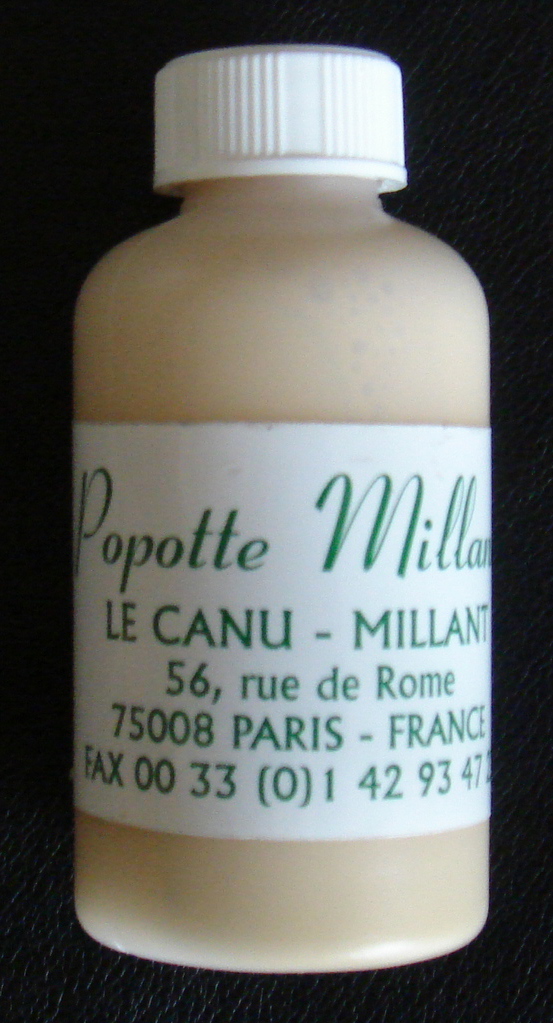 Popotte Millan
LE CANU - MILLANT
56, rue de Rome
75008 PARIS - FRANCE
FAX 00 33 (0)1 42 93 47 2